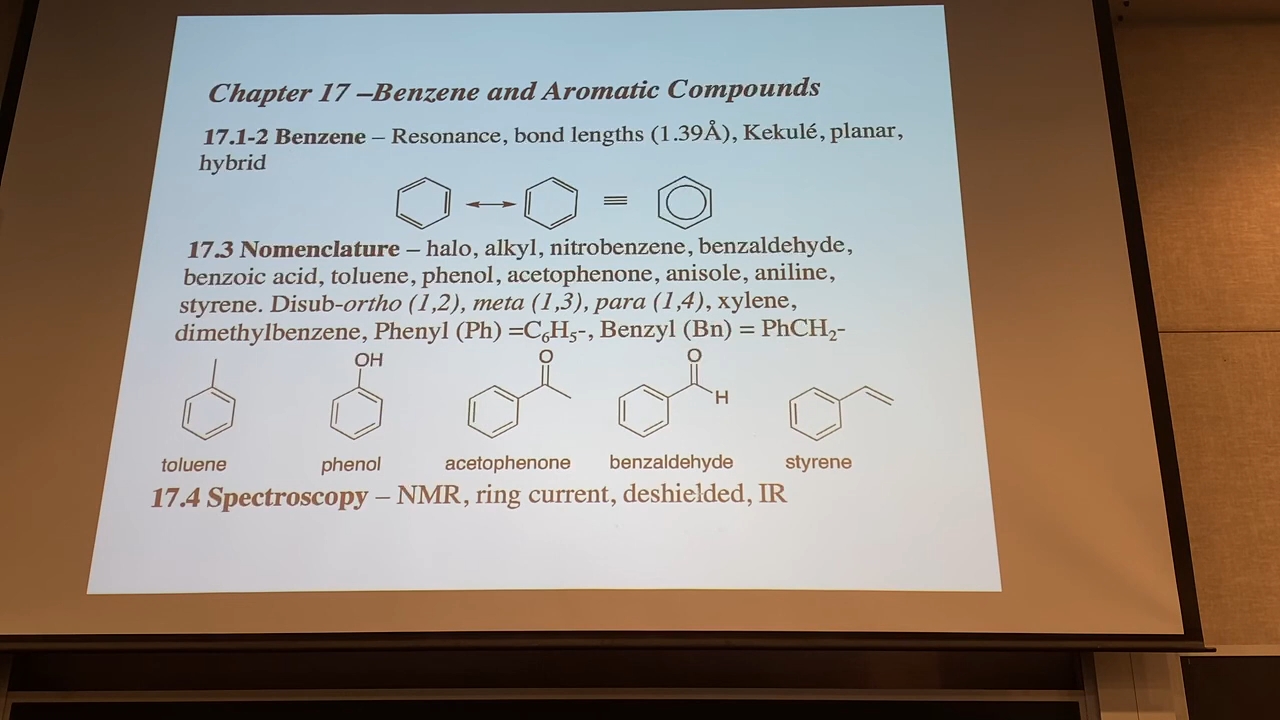 Chapter 17 –Benzene and Aromatic Compounds
17.1-2 Benzene – Resonance, bond lengths (1.39Å), Kekulé, planar,
hybrid
17.3 Nomenclature – halo, alkyl, nitrobenzene, benzaldehyde,
benzoic acid, toluene, phenol, acetophenone, anisole, aniline,
styrene. Disub-ortho (1,2), meta (1,3), para (1,4), xylene,
dimethylbenzene, Phenyl (Ph) =C₆H₅-, Benzyl (Bn) = PhCH₂-
OH O O
H
toluene phenol acetophenone benzaldehyde styrene
17.4 Spectroscopy – NMR, ring current, deshielded, IR